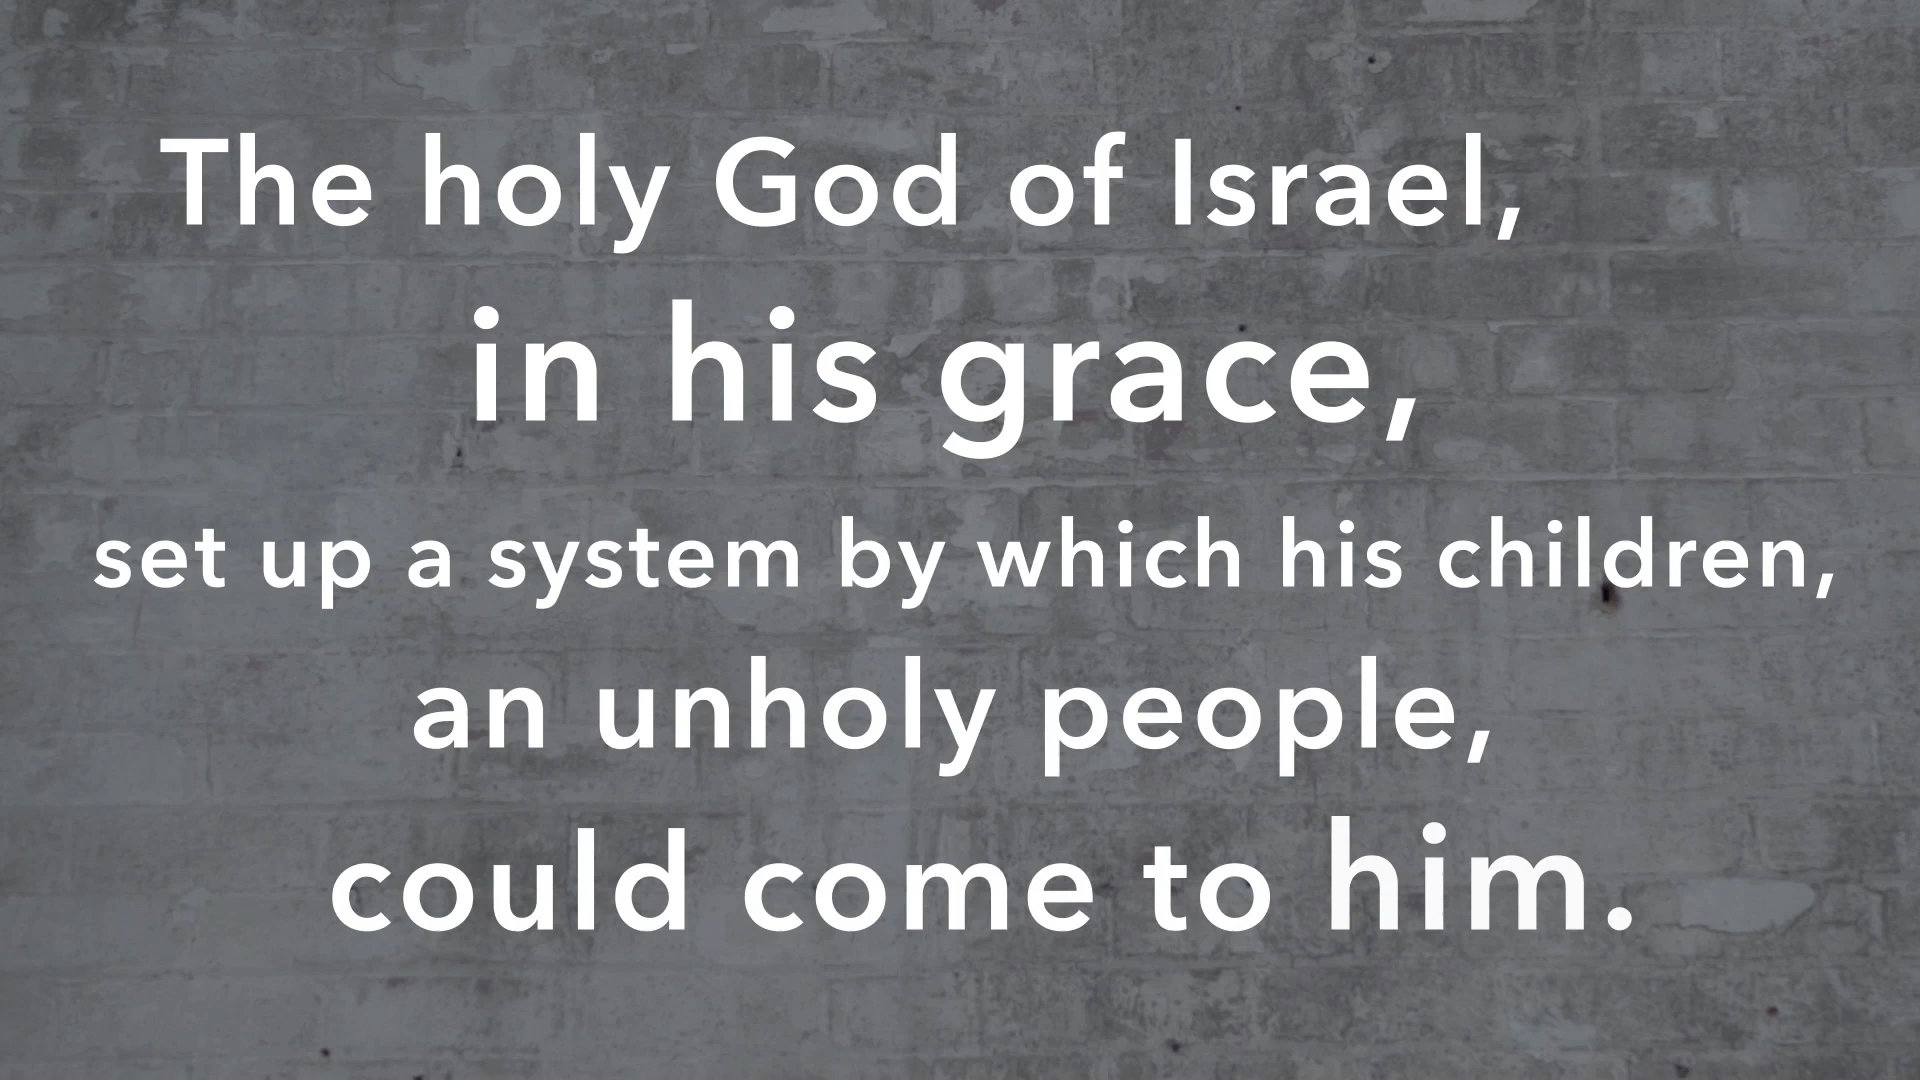 The holy God of Israel,
in his grace,
set up a system by which his children,
an unholy people,
could come to him.